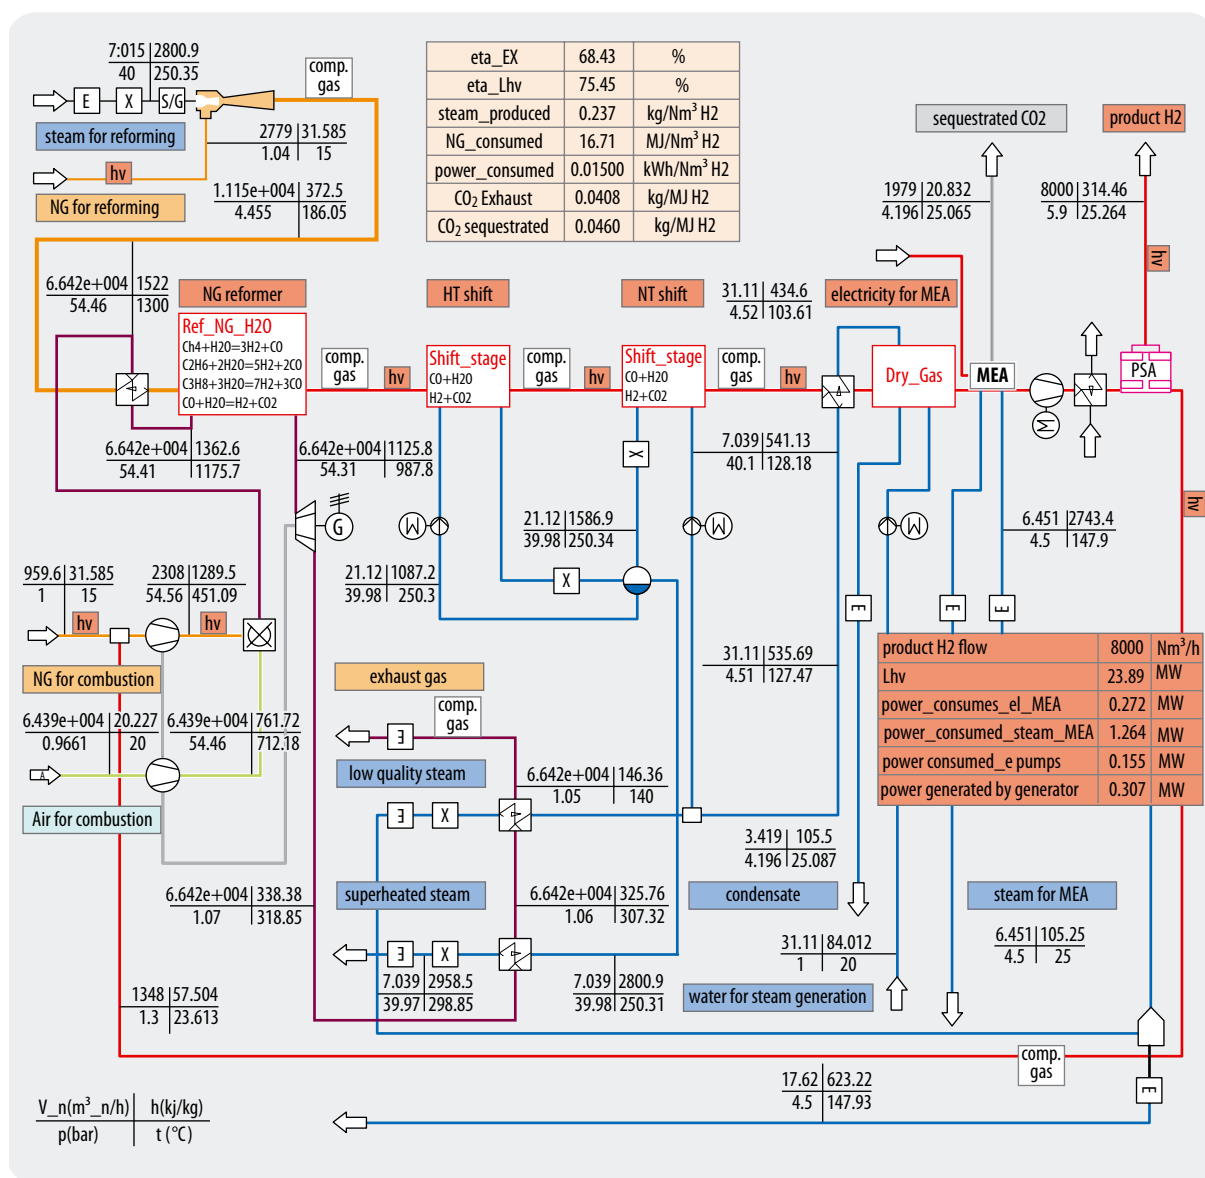 7:015 2800.9
40 250.35
comp.
gas
E X S/G
steam for reforming
2779 31.585
1.04 15
hv
NG for reforming
1.115e+004 372.5
4.455 186.05
eta_EX 68.43 %
eta_Lhv 75.45 %
steam_produced 0.237 kg/Nm³ H2
NG_consumed 16.71 MJ/Nm³ H2
power_consumed 0.01500 kWh/Nm³ H2
CO₂ Exhaust 0.0408 kg/MJ H2
CO₂ sequestrated 0.0460 kg/MJ H2
sequestrated CO2
product H2
1979 20.832
4.196 25.065
8000 314.46
5.9 25.264
hv
6.642e+004 1522
54.46 1300
NG reformer
HT shift
NT shift
31.11 434.6
4.52 103.61
electricity for MEA
Ref_NG_H2O
Ch4+H2O=3H2+CO
C2H6+2H2O=5H2+2CO
C3H8+3H2O=7H2+3CO
CO+H2O=H2+CO2
comp.
gas
hv
Shift_stage
CO+H2O
H2+CO2
comp.
gas
hv
Shift_stage
CO+H2O
H2+CO2
comp.
gas
hv
Dry_Gas
MEA
M
PSA
6.642e+004 1362.6
54.41 1175.7
6.642e+004 1125.8
54.31 987.8
X
7.039 541.13
40.1 128.18
hv
G
M
21.12 1586.9
39.98 250.34
M
M
6.451 2743.4
4.5 147.9
959.6 31.585
1 15
2308 1289.5
54.56 451.09
21.12 1087.2
39.98 250.3
X
hv
hv
E
E
E
NG for combustion
exhaust gas
31.11 535.69
4.51 127.47
product H2 flow 8000 Nm³/h
Lhv 23.89 MW
power_consumes_el_MEA 0.272 MW
power_consumed_steam_MEA 1.264 MW
power consumed_e pumps 0.155 MW
power generated by generator 0.307 MW
6.439e+004 20.227
0.9661 20
6.439e+004 761.72
54.46 712.18
comp.
gas
E
A
low quality steam
6.642e+004 146.36
1.05 140
Air for combustion
E X
3.419 105.5
4.196 25.087
6.642e+004 338.38
1.07 318.85
superheated steam
6.642e+004 325.76
1.06 307.32
condensate
steam for MEA
6.451 105.25
4.5 25
31.11 84.012
1 20
E X
7.039 2958.5
39.97 298.85
7.039 2800.9
39.98 250.31
water for steam generation
1348 57.504
1.3 23.613
comp.
gas
17.62 623.22
4.5 147.93
E
V_n(m³_n/h) h(kj/kg)
p(bar) t (°C)